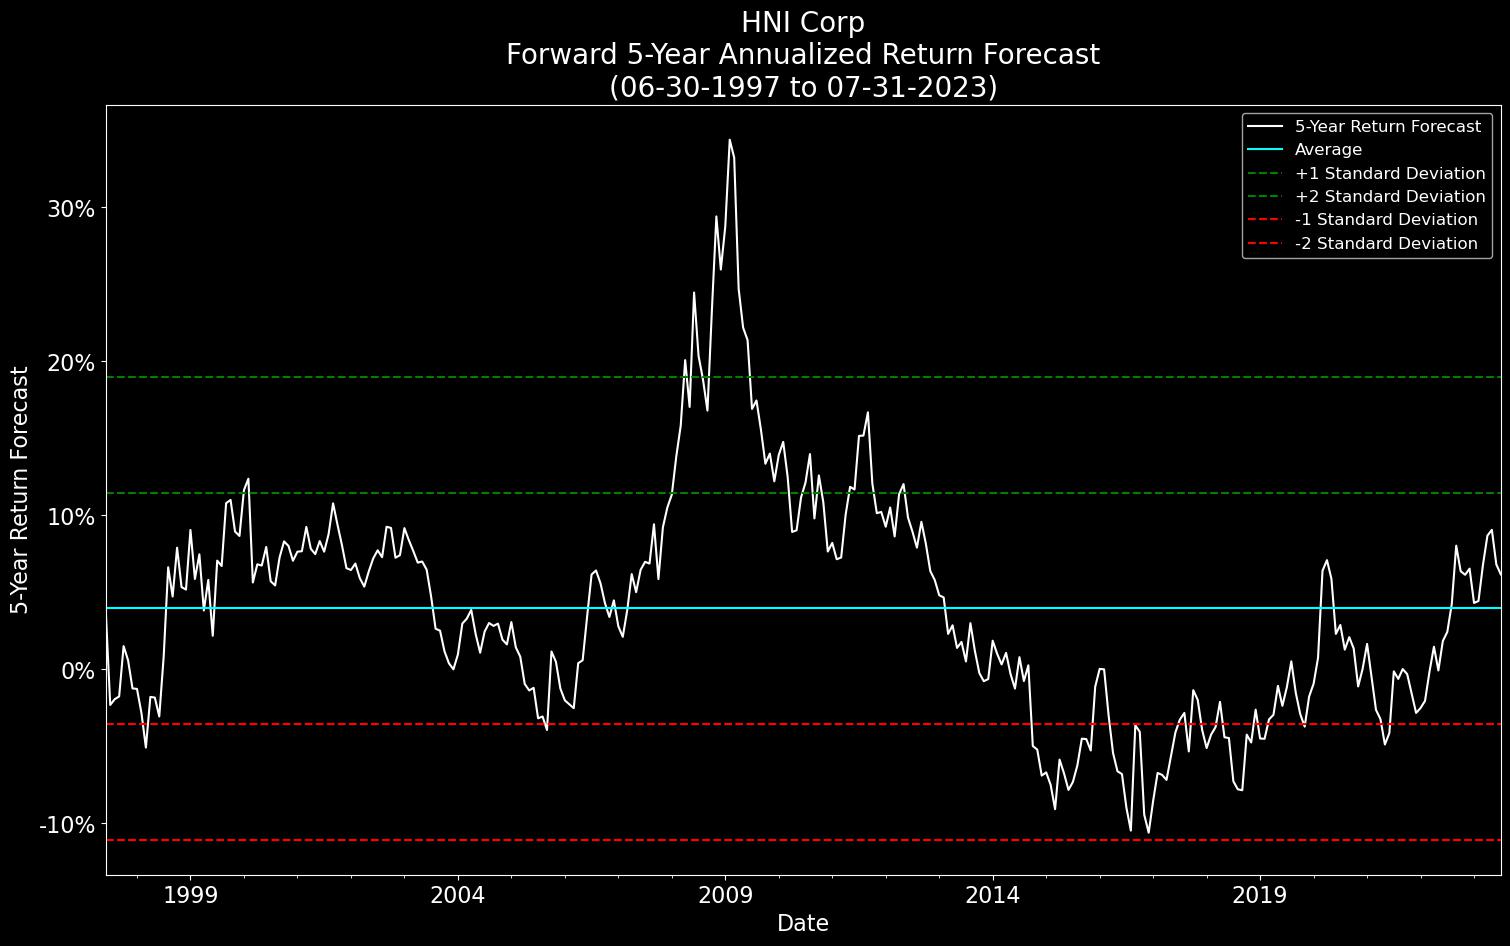 HNI Corp
Forward 5-Year Annualized Return Forecast
(06-30-1997 to 07-31-2023)
5-Year Return Forecast
Average
+1 Standard Deviation
+2 Standard Deviation
-1 Standard Deviation
-2 Standard Deviation
5-Year Return Forecast
30%
20%
10%
0%
-10%
1999 2004 2009 2014 2019
Date